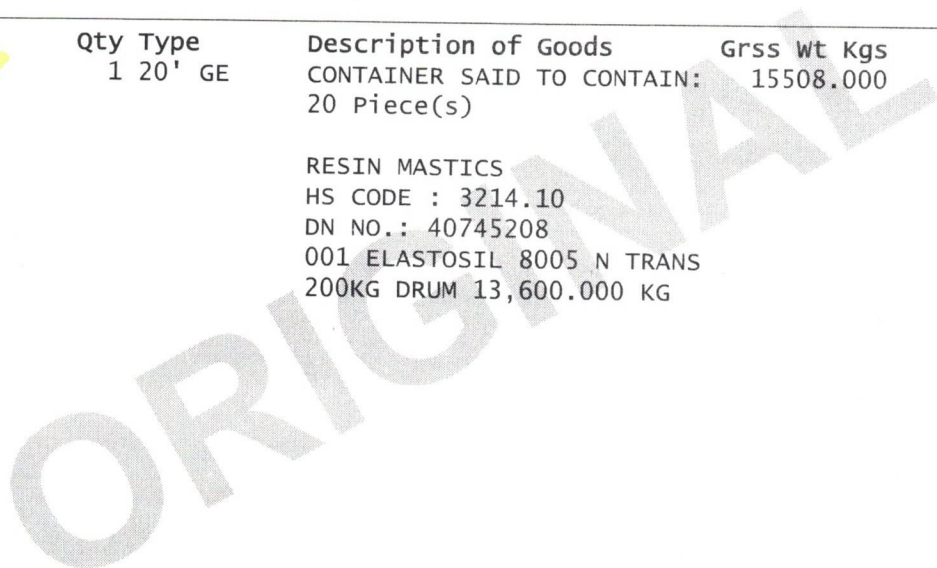 Qty Type Description of Goods Grss Wt Kgs
1 20' GE CONTAINER SAID TO CONTAIN: 15508.000
20 Piece(s)
RESIN MASTICS
HS CODE : 3214.10
DN NO.: 40745208
001 ELASTOSIL 8005 N TRANS
200KG DRUM 13,600.000 KG
ORIGINAL